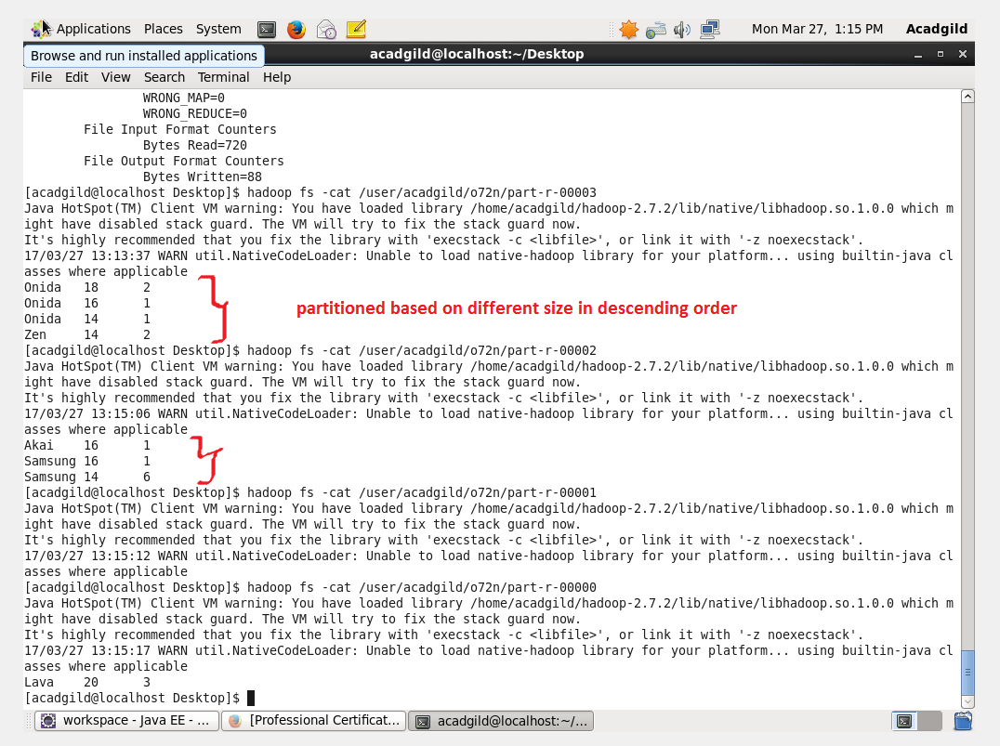 Applications Places System Mon Mar 27, 1:15 PM Acadgild
Browse and run installed applications
acadgild@localhost:~/Desktop
File Edit View Search Terminal Help
WRONG_MAP=0
WRONG_REDUCE=0
File Input Format Counters
Bytes Read=720
File Output Format Counters
Bytes Written=88
[acadgild@localhost Desktop]$ hadoop fs -cat /user/acadgild/o72n/part-r-00003
Java HotSpot(TM) Client VM warning: You have loaded library /home/acadgild/hadoop-2.7.2/lib/native/libhadoop.so.1.0.0 which m
ight have disabled stack guard. The VM will try to fix the stack guard now.
It's highly recommended that you fix the library with 'execstack -c <libfile>', or link it with '-z noexecstack'.
17/03/27 13:13:37 WARN util.NativeCodeLoader: Unable to load native-hadoop library for your platform... using builtin-java cl
asses where applicable
Onida 18 2
Onida 16 1
partitioned based on different size in descending order
Onida 14 1
Zen 14 2
[acadgild@localhost Desktop]$ hadoop fs -cat /user/acadgild/o72n/part-r-00002
Java HotSpot(TM) Client VM warning: You have loaded library /home/acadgild/hadoop-2.7.2/lib/native/libhadoop.so.1.0.0 which m
ight have disabled stack guard. The VM will try to fix the stack guard now.
It's highly recommended that you fix the library with 'execstack -c <libfile>', or link it with '-z noexecstack'.
17/03/27 13:15:06 WARN util.NativeCodeLoader: Unable to load native-hadoop library for your platform... using builtin-java cl
asses where applicable
Akai 16 1
Samsung 16 1
Samsung 14 6
[acadgild@localhost Desktop]$ hadoop fs -cat /user/acadgild/o72n/part-r-00001
Java HotSpot(TM) Client VM warning: You have loaded library /home/acadgild/hadoop-2.7.2/lib/native/libhadoop.so.1.0.0 which m
ight have disabled stack guard. The VM will try to fix the stack guard now.
It's highly recommended that you fix the library with 'execstack -c <libfile>', or link it with '-z noexecstack'.
17/03/27 13:15:12 WARN util.NativeCodeLoader: Unable to load native-hadoop library for your platform... using builtin-java cl
asses where applicable
[acadgild@localhost Desktop]$ hadoop fs -cat /user/acadgild/o72n/part-r-00000
Java HotSpot(TM) Client VM warning: You have loaded library /home/acadgild/hadoop-2.7.2/lib/native/libhadoop.so.1.0.0 which m
ight have disabled stack guard. The VM will try to fix the stack guard now.
It's highly recommended that you fix the library with 'execstack -c <libfile>', or link it with '-z noexecstack'.
17/03/27 13:15:17 WARN util.NativeCodeLoader: Unable to load native-hadoop library for your platform... using builtin-java cl
asses where applicable
Lava 20 3
[acadgild@localhost Desktop]$
workspace - Java EE - ... [Professional Certificat... acadgild@localhost:~/...